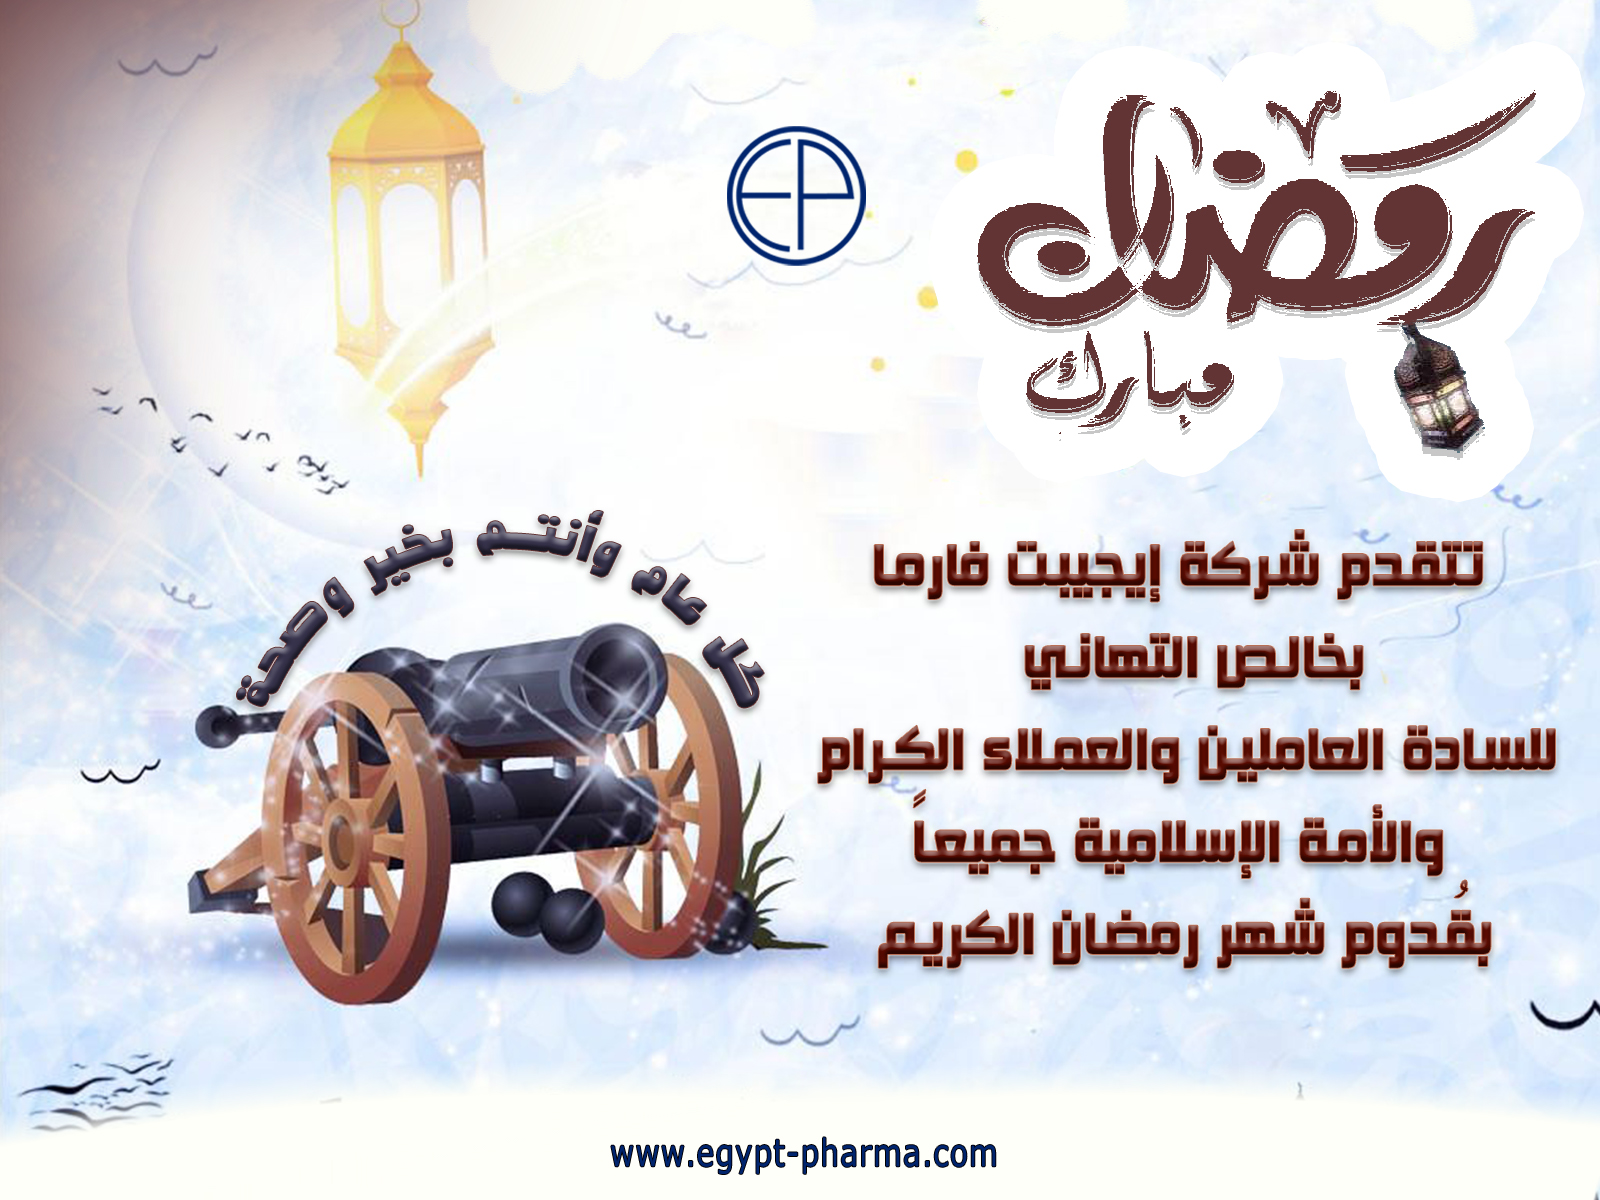 رمضان
مبارك
EP
كل عام وأنتم بخير وصحة
تتقدم شركة إيجيبت فارما
بخالص التهاني
للسادة العاملين والعملاء الكرام
والأمة الإسلامية جميعاً
بقُدوم شهر رمضان الكريم
www.egypt-pharma.com